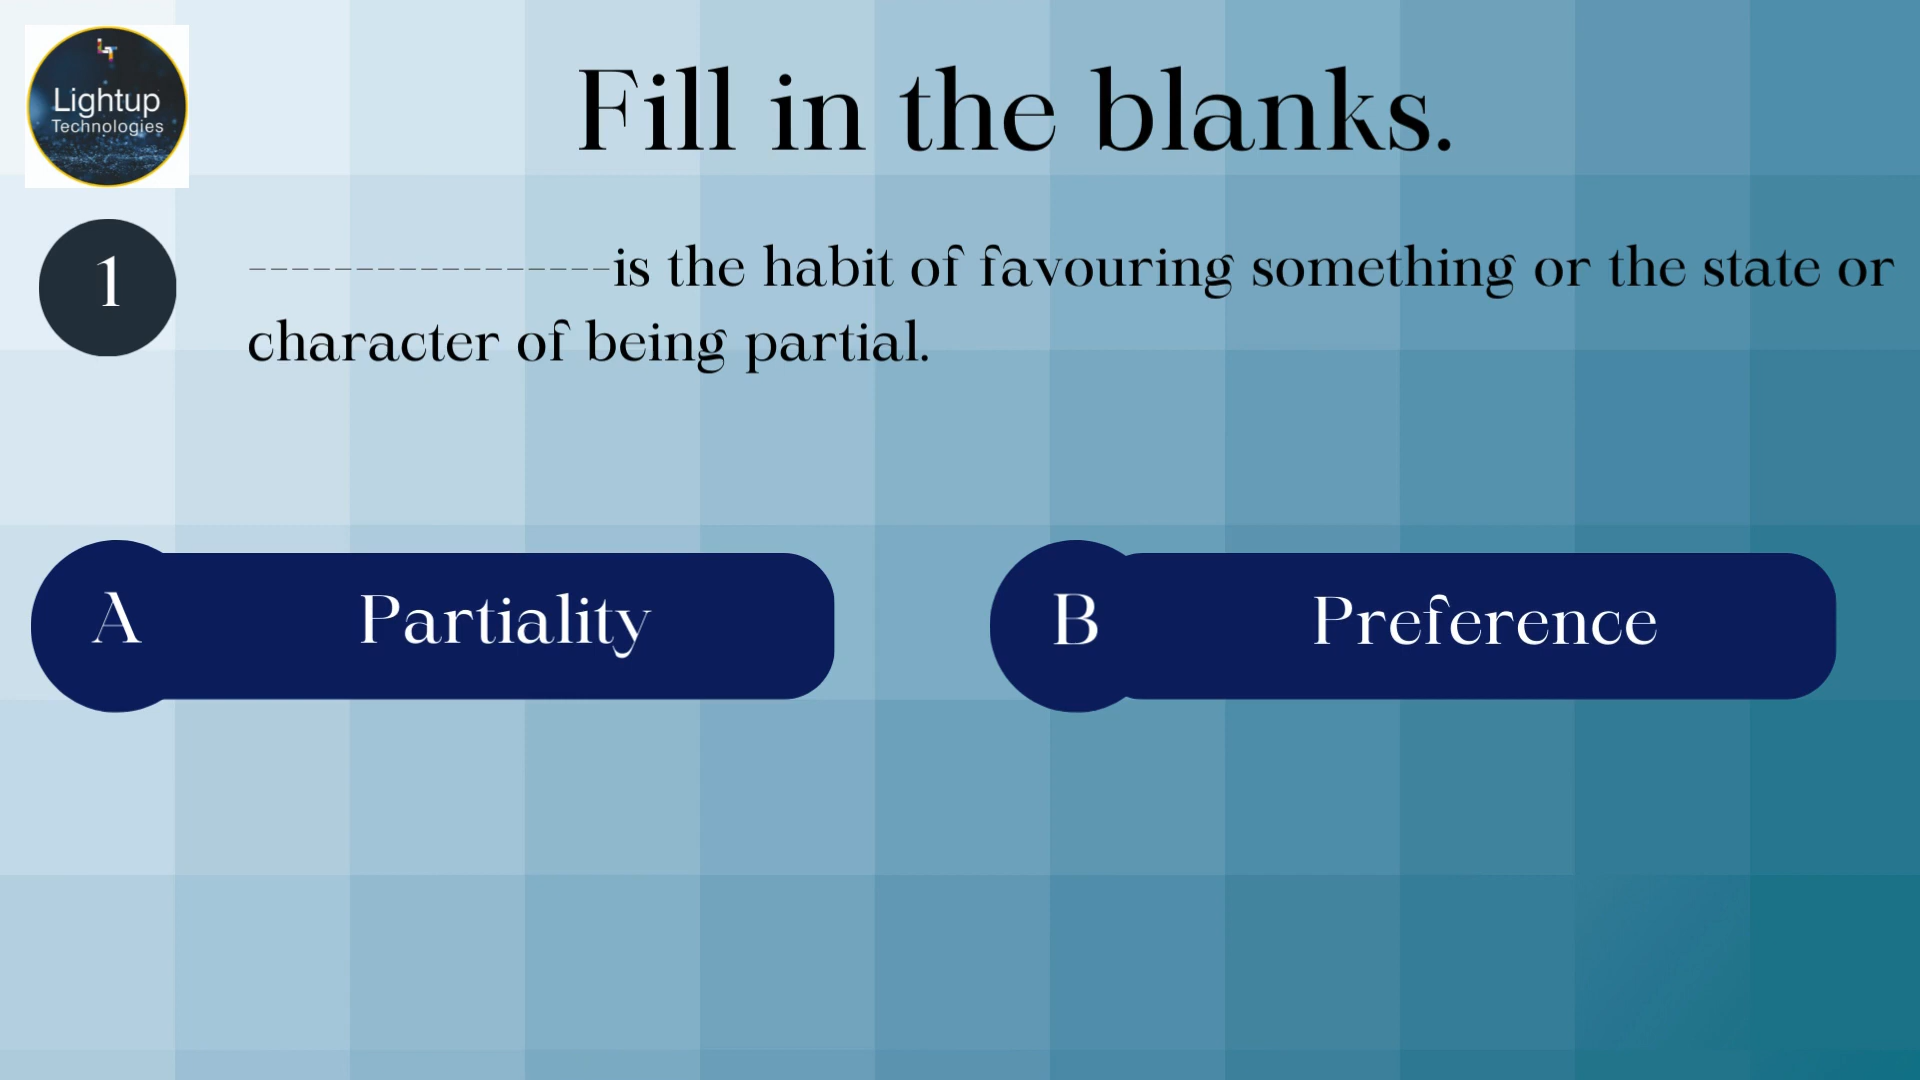 LT
Lightup
Technologies
Fill in the blanks.
1
-----------------is the habit of favouring something or the state or
character of being partial.
A
Partiality
B
Preference